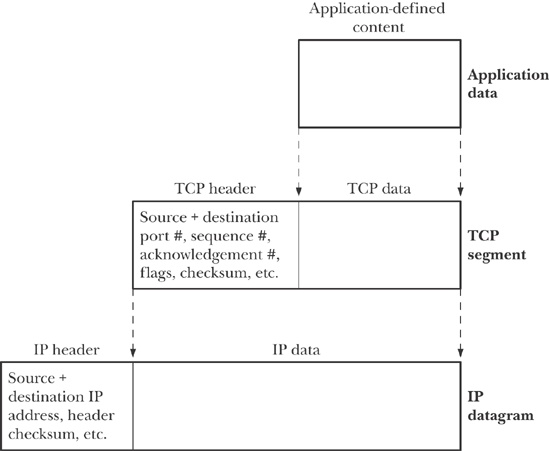 Application-defined
content
Application
data
TCP header
TCP data
Source + destination
port #, sequence #,
acknowledgement #,
flags, checksum, etc.
TCP
segment
IP header
IP data
Source +
destination IP
address, header
checksum, etc.
IP
datagram